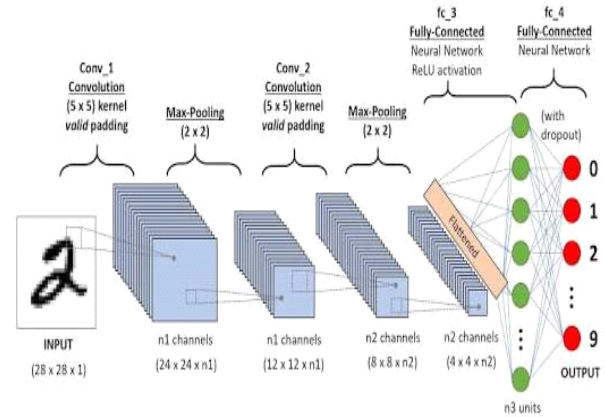 fc_3
Fully-Connected
Neural Network
ReLU activation
fc_4
Fully-Connected
Neural Network
Conv_1
Convolution
(5 x 5) kernel
valid padding
Max-Pooling
(2 x 2)
Conv_2
Convolution
(5 x 5) kernel
valid padding
Max-Pooling
(2 x 2)
(with
dropout)
2
Flattened
0
1
2
⋮
9
⋮
INPUT
(28 x 28 x 1)
n1 channels
(24 x 24 x n1)
n1 channels
(12 x 12 x n1)
n2 channels
(8 x 8 x n2)
n2 channels
(4 x 4 x n2)
OUTPUT
n3 units